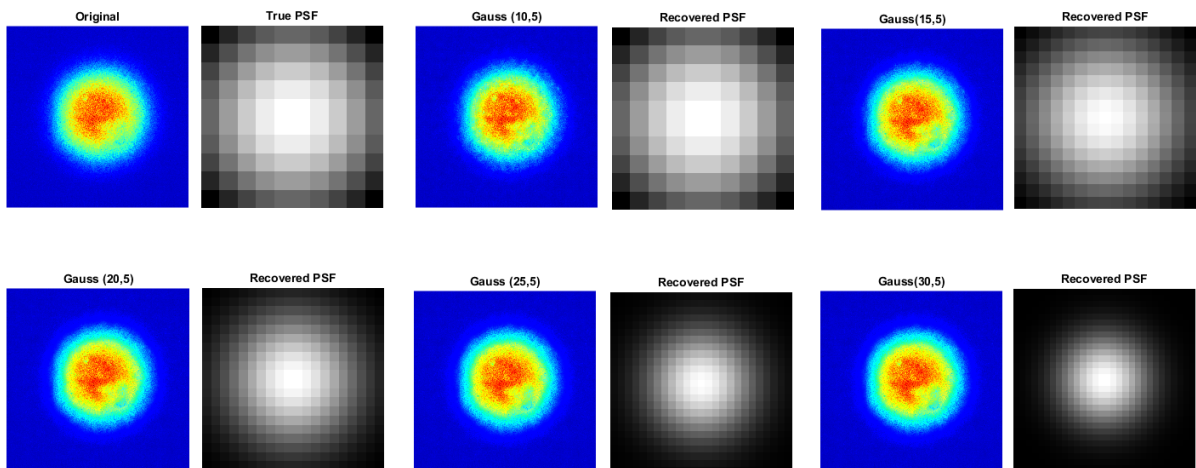 Original
True PSF
Gauss (10,5)
Recovered PSF
Gauss(15,5)
Recovered PSF
Gauss (20,5)
Recovered PSF
Gauss (25,5)
Recovered PSF
Gauss(30,5)
Recovered PSF